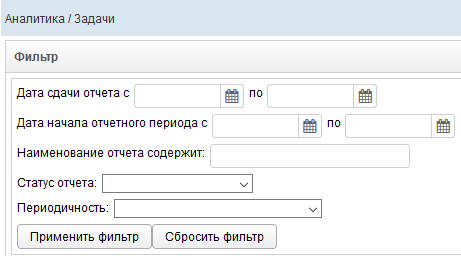 Аналитика / Задачи
Фильтр
Дата сдачи отчета с по
Дата начала отчетного периода с по
Наименование отчета содержит:
Статус отчета:
Периодичность:
Применить фильтр Сбросить фильтр